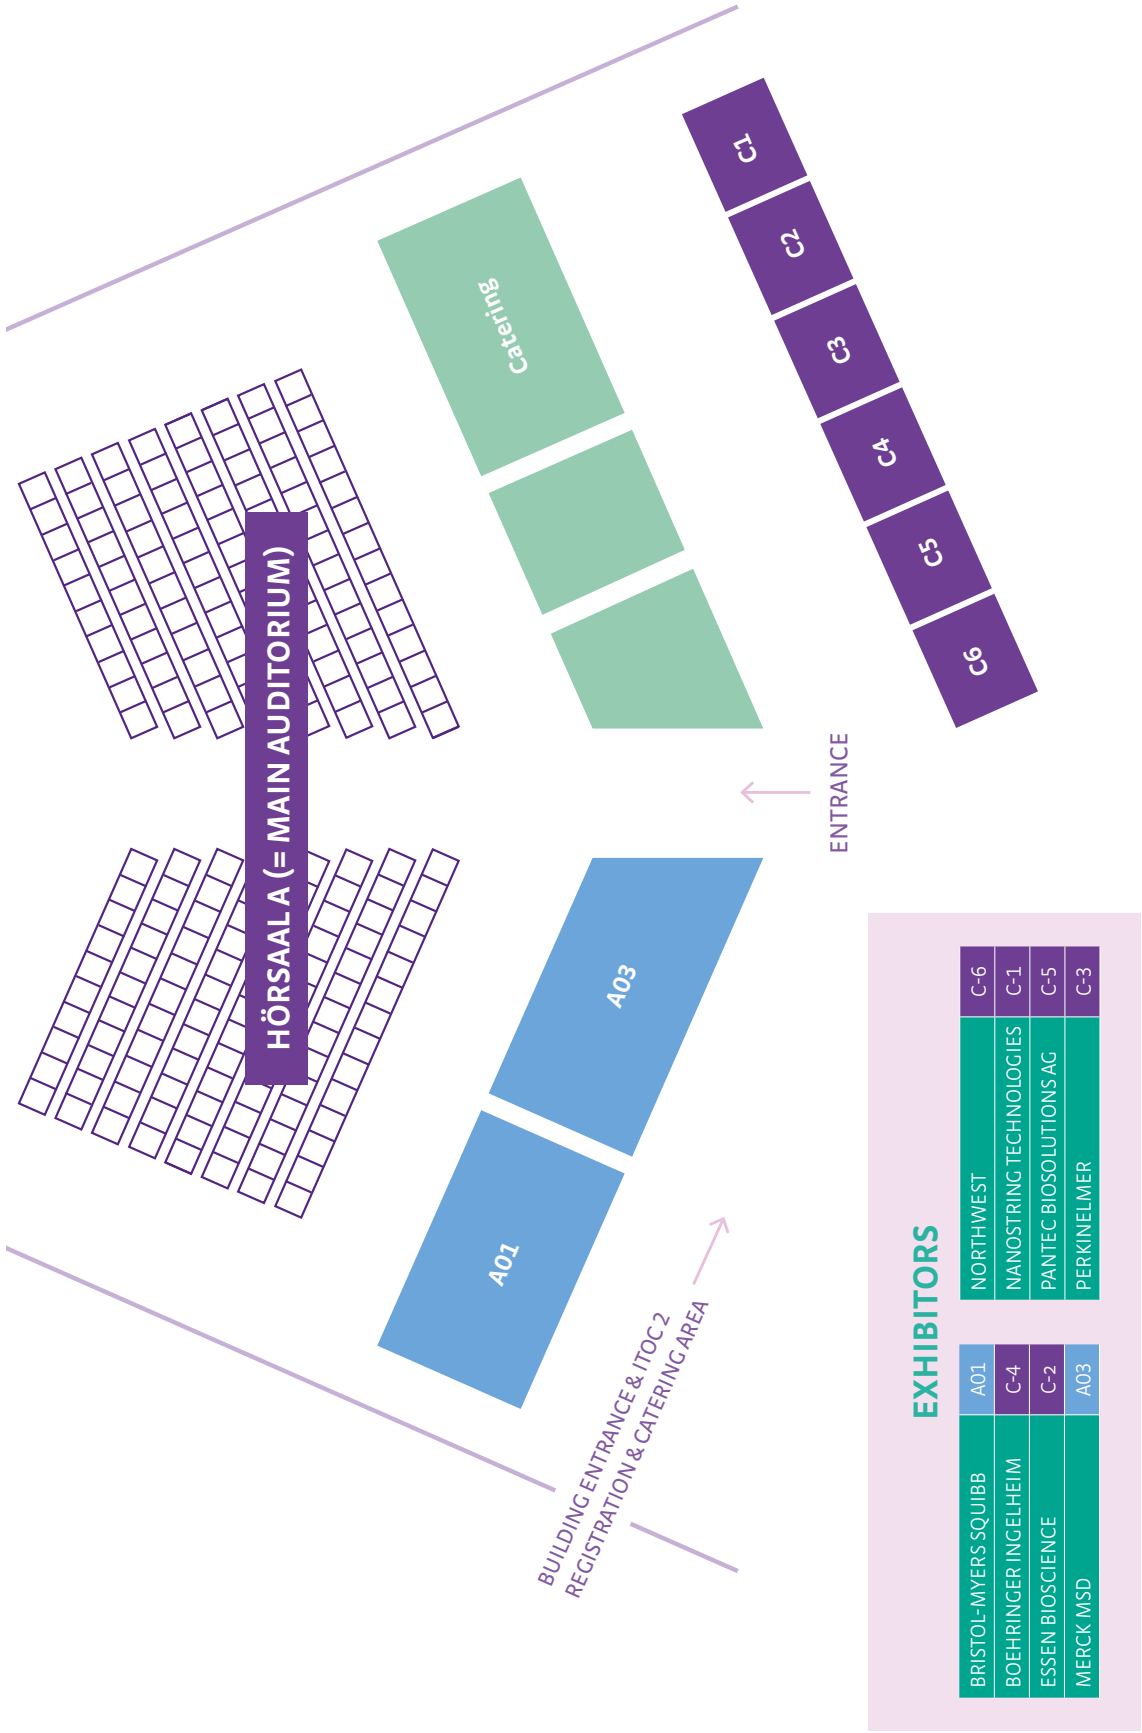 HÖRSAAL A (= MAIN AUDITORIUM)
A01
A03
Catering
C1
C2
C3
C4
C5
C6
ENTRANCE
BUILDING ENTRANCE & ITOC 2
REGISTRATION & CATERING AREA
EXHIBITORS
BRISTOL-MYERS SQUIBB A01
BOEHRINGER INGELHEIM C-4
ESSEN BIOSCIENCE C-2
MERCK MSD A03
NORTHWEST C-6
NANOSTRING TECHNOLOGIES C-1
PANTEC BIOSOLUTIONS AG C-5
PERKINELMER C-3